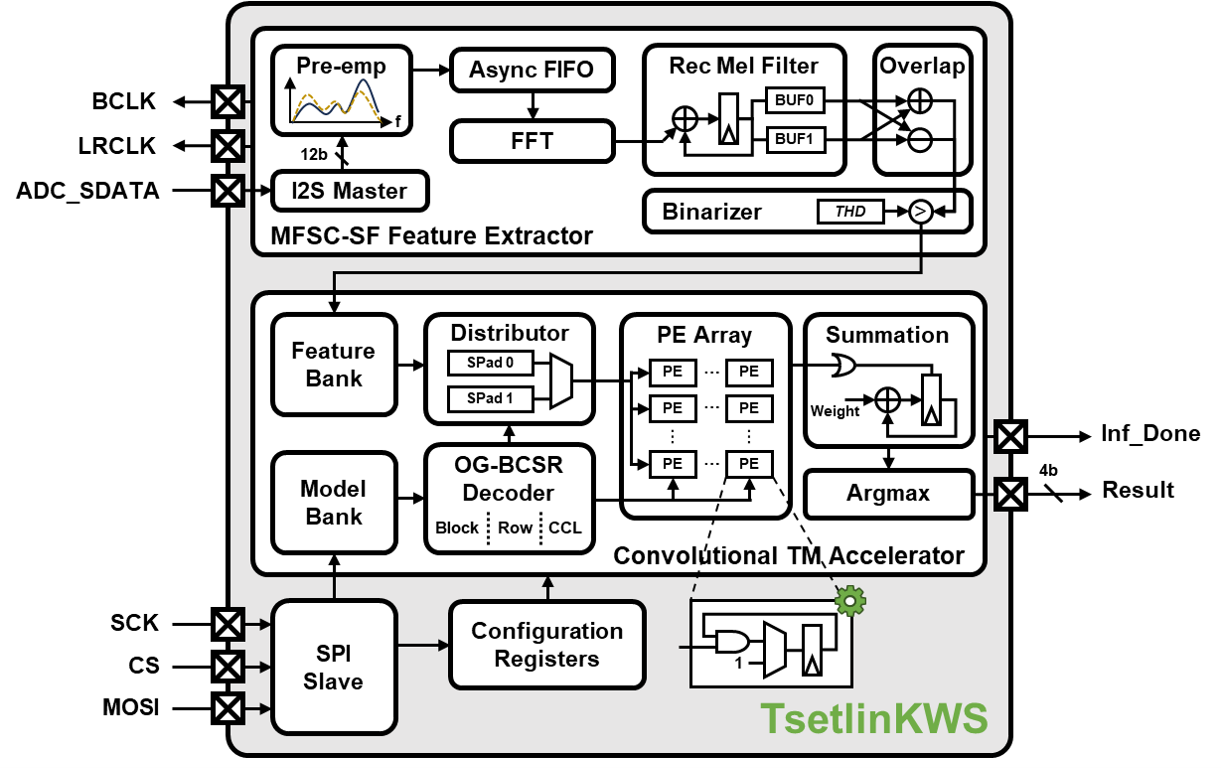 Pre-emp
f
Async FIFO
FFT
Rec Mel Filter
BUF0
BUF1
Overlap
BCLK
LRCLK
ADC_SDATA
12b
I2S Master
Binarizer
THD
>
MFSC-SF Feature Extractor
Feature
Bank
Distributor
SPad 0
SPad 1
PE Array
PE ... PE
PE ... PE
PE ... PE
Summation
Weight
Model
Bank
OG-BCSR
Decoder
Block Row CCL
Argmax
Inf_Done
4b
Result
Convolutional TM Accelerator
SCK
CS
MOSI
SPI
Slave
Configuration
Registers
1
TsetlinKWS